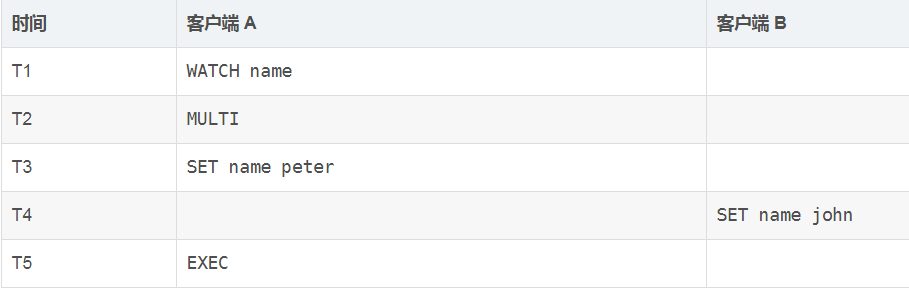 时间 客户端 A 客户端 B
T1 WATCH name
T2 MULTI
T3 SET name peter
T4 SET name john
T5 EXEC